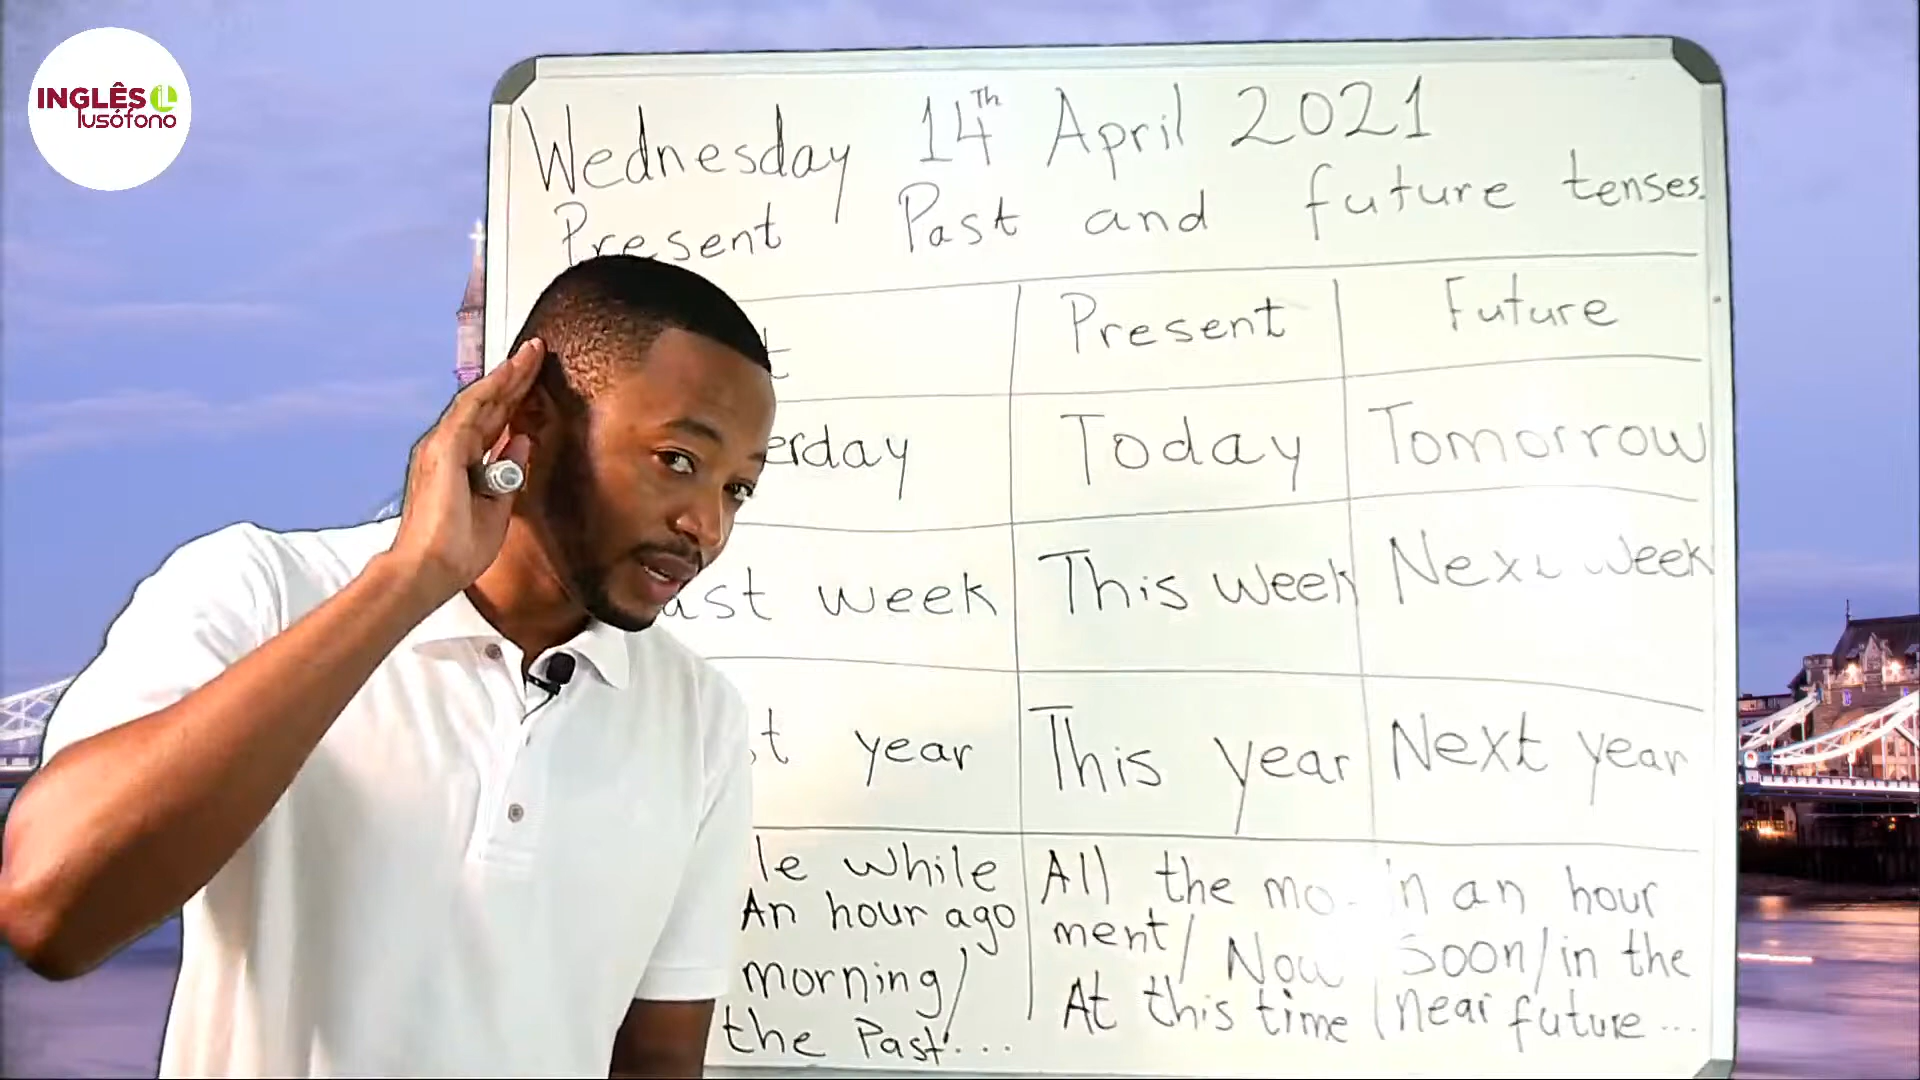 INGLÊS
lusófono
Wednesday 14th April 2021
Present Past and future tenses.
Present Future
Today Tomorrow
week This week Next week
year This year Next year
while
An hour ago
morning/
the Past...
All the mo-
ment/ Now
At this time
In an hour
Soon/in the
near future...